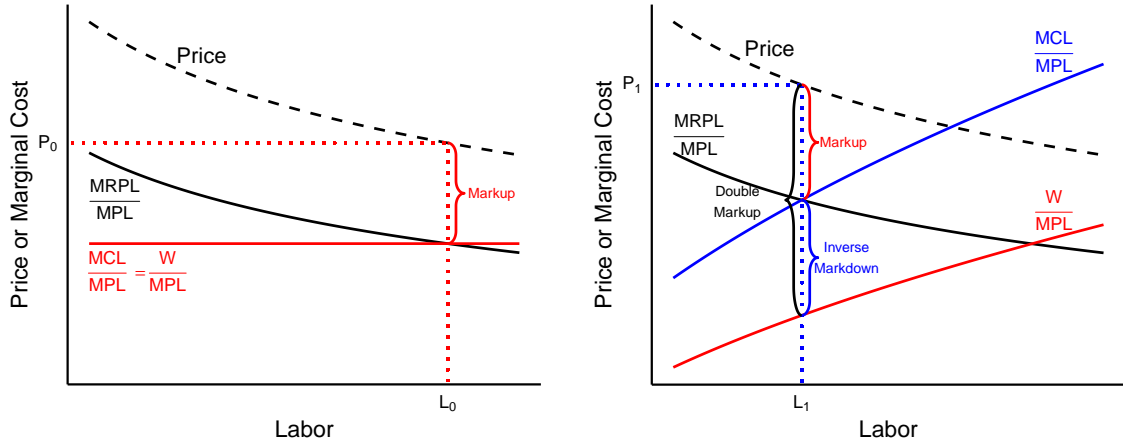 Price or Marginal Cost
Price
P0
MRPL
MPL
Markup
MCL
MPL
=
W
MPL
L0
Labor
Price or Marginal Cost
Price
MCL
MPL
P1
MRPL
MPL
Markup
Double
Markup
W
MPL
Inverse
Markdown
L1
Labor